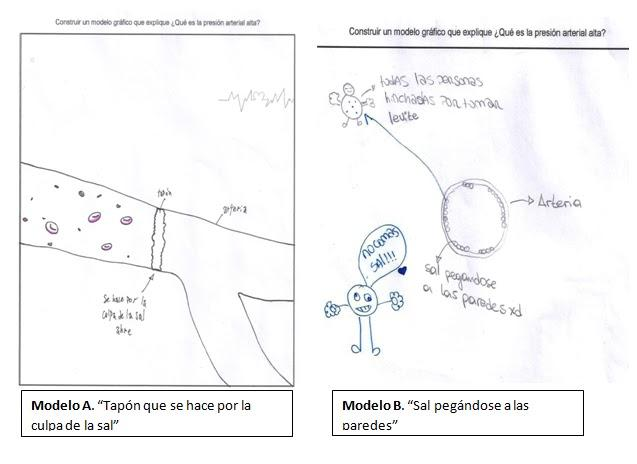 Construir un modelo gráfico que explique ¿Qué es la presión arterial alta?
tapón
arteria
se hace por la
culpa de la sal
Modelo A. “Tapón que se hace por la
culpa de la sal”
Construir un modelo gráfico que explique ¿Qué es la presión arterial alta?
todas las personas
hinchadas por tomar
levite
Arteria
no comas
sal!!!
sal pegandose
a las paredes xd
Modelo B. “Sal pegándose a las
paredes”